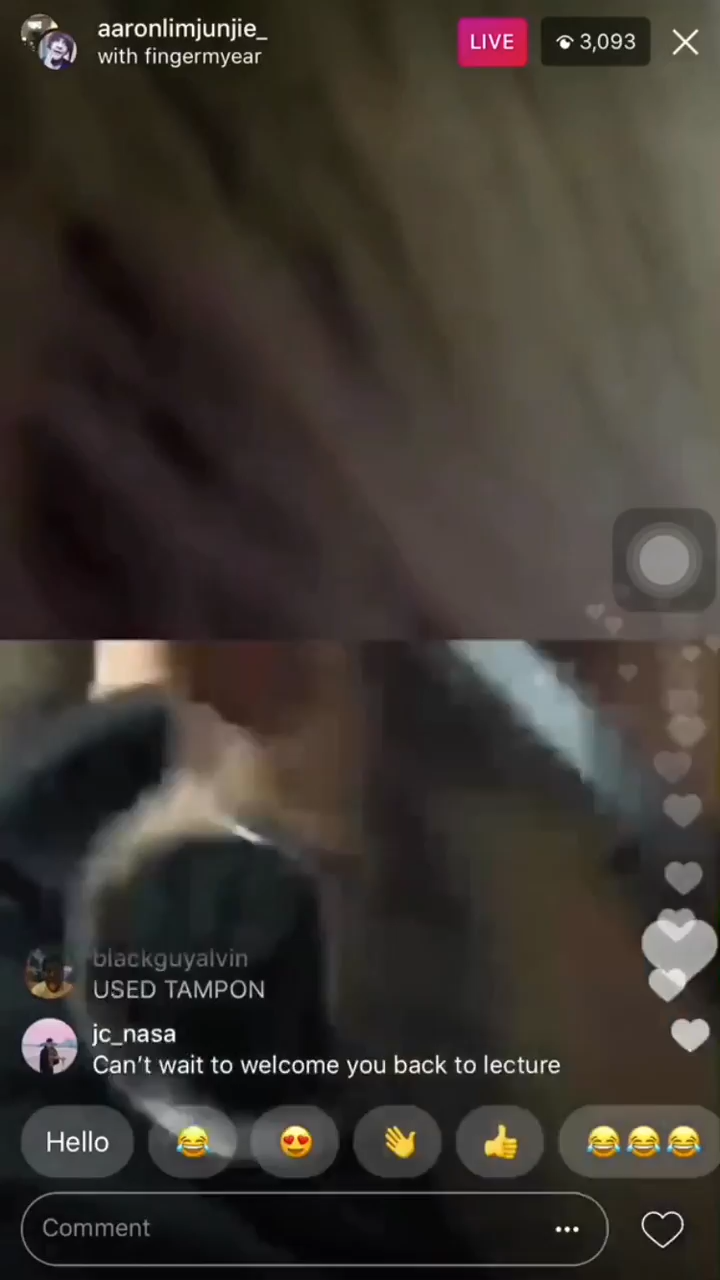 aaronlimjunjie_
with fingermyear
LIVE
3,093
blackguyalvin
USED TAMPON
jc_nasa
Can't wait to welcome you back to lecture
Hello
Comment